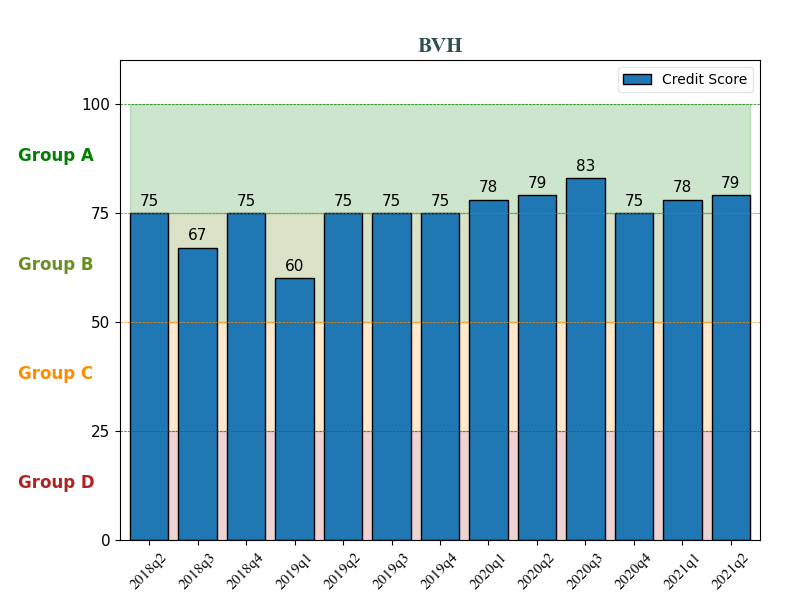 BVH
Credit Score
100
Group A
83
79
79
78
78
75
75
75
75
75
75
75
67
Group B
60
50
Group C
25
Group D
0
2018q2
2018q3
2018q4
2019q1
2019q2
2019q3
2019q4
2020q1
2020q2
2020q3
2020q4
2021q1
2021q2